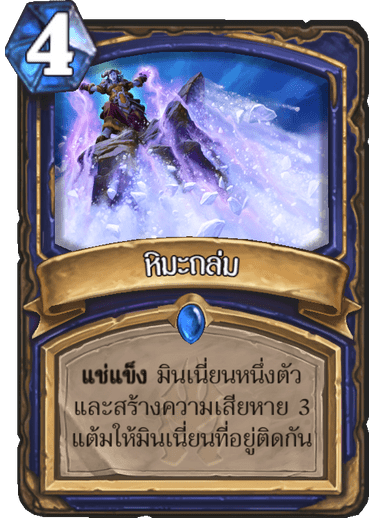 4
หิมะถล่ม
แช่แข็ง มินเนี่ยนหนึ่งตัว
และสร้างความเสียหาย 3
แต้มให้มินเนี่ยนที่อยู่ติดกัน